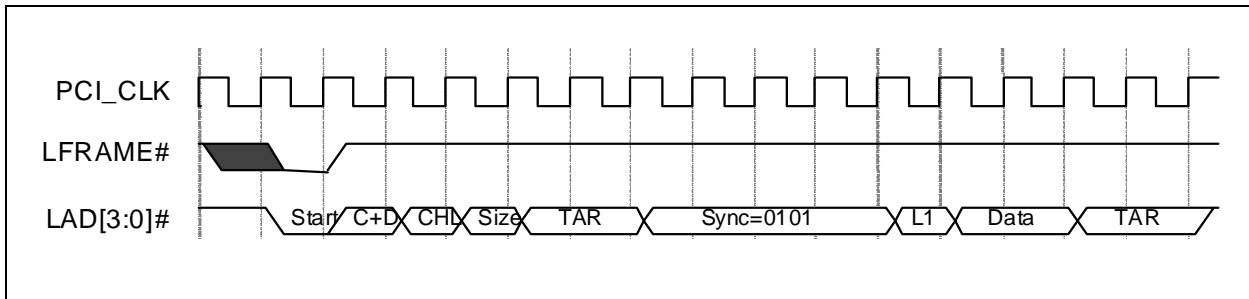 PCI_CLK
LFRAME#
LAD[3:0]# Start C+D CHL Size TAR Sync=0101 L1 Data TAR